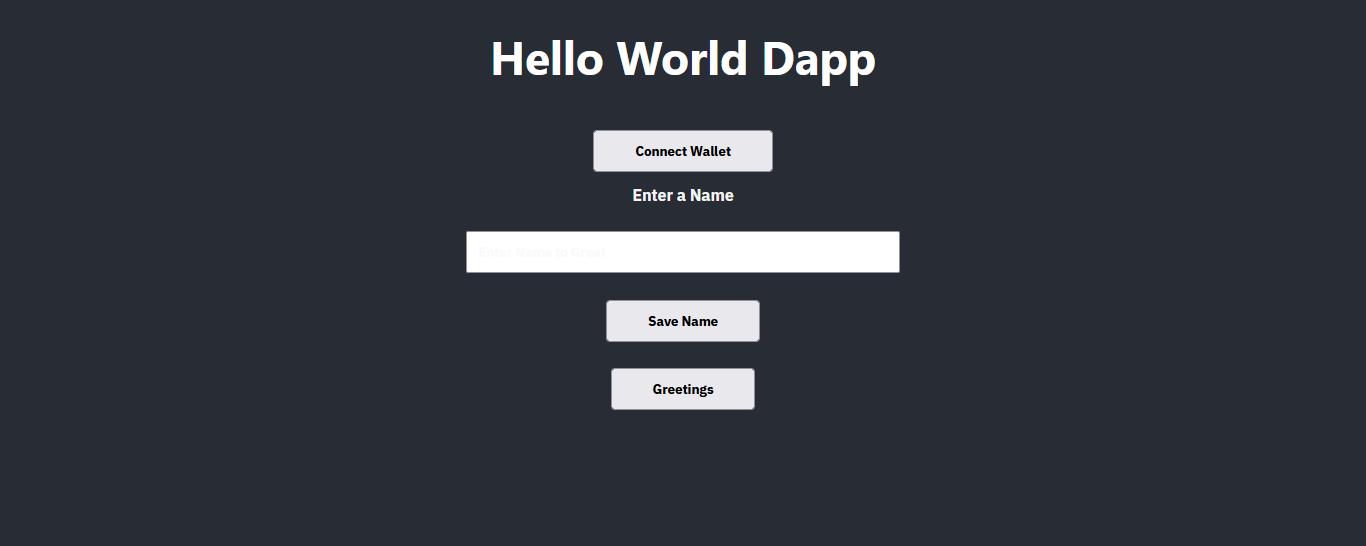 Hello World Dapp
Connect Wallet
Enter a Name
Enter Name to Greet
Save Name
Greetings